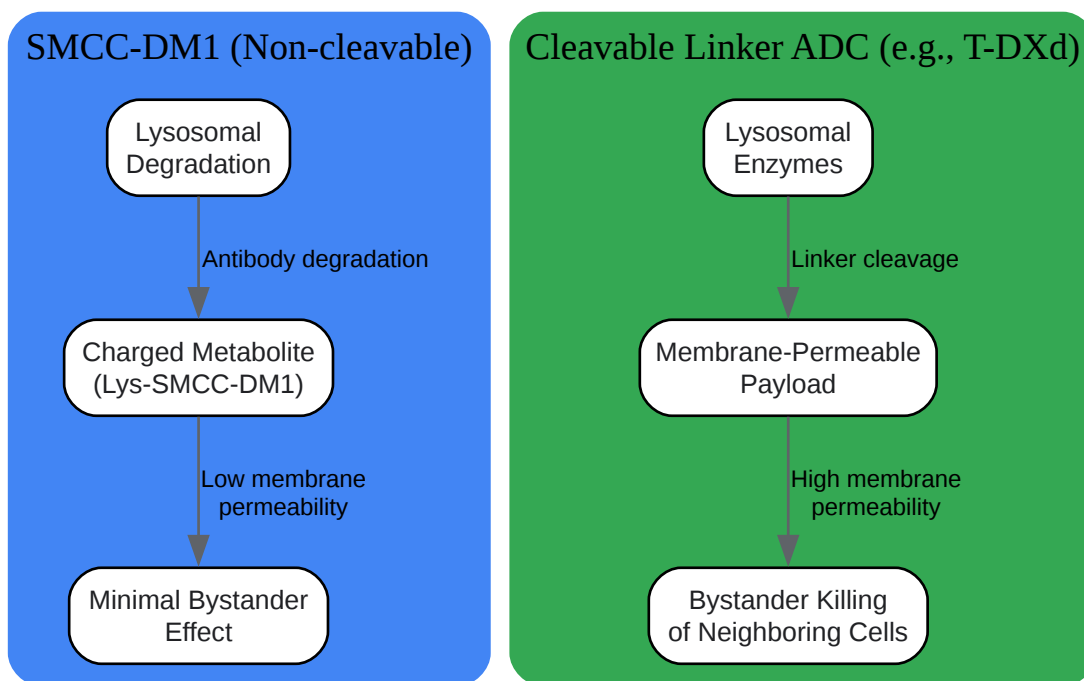 SMCC-DM1 (Non-cleavable)
Lysosomal
Degradation
Antibody degradation
Charged Metabolite
(Lys-SMCC-DM1)
Low membrane
permeability
Minimal Bystander
Effect
Cleavable Linker ADC (e.g., T-DXd)
Lysosomal
Enzymes
Linker cleavage
Membrane-Permeable
Payload
High membrane
permeability
Bystander Killing
of Neighboring Cells